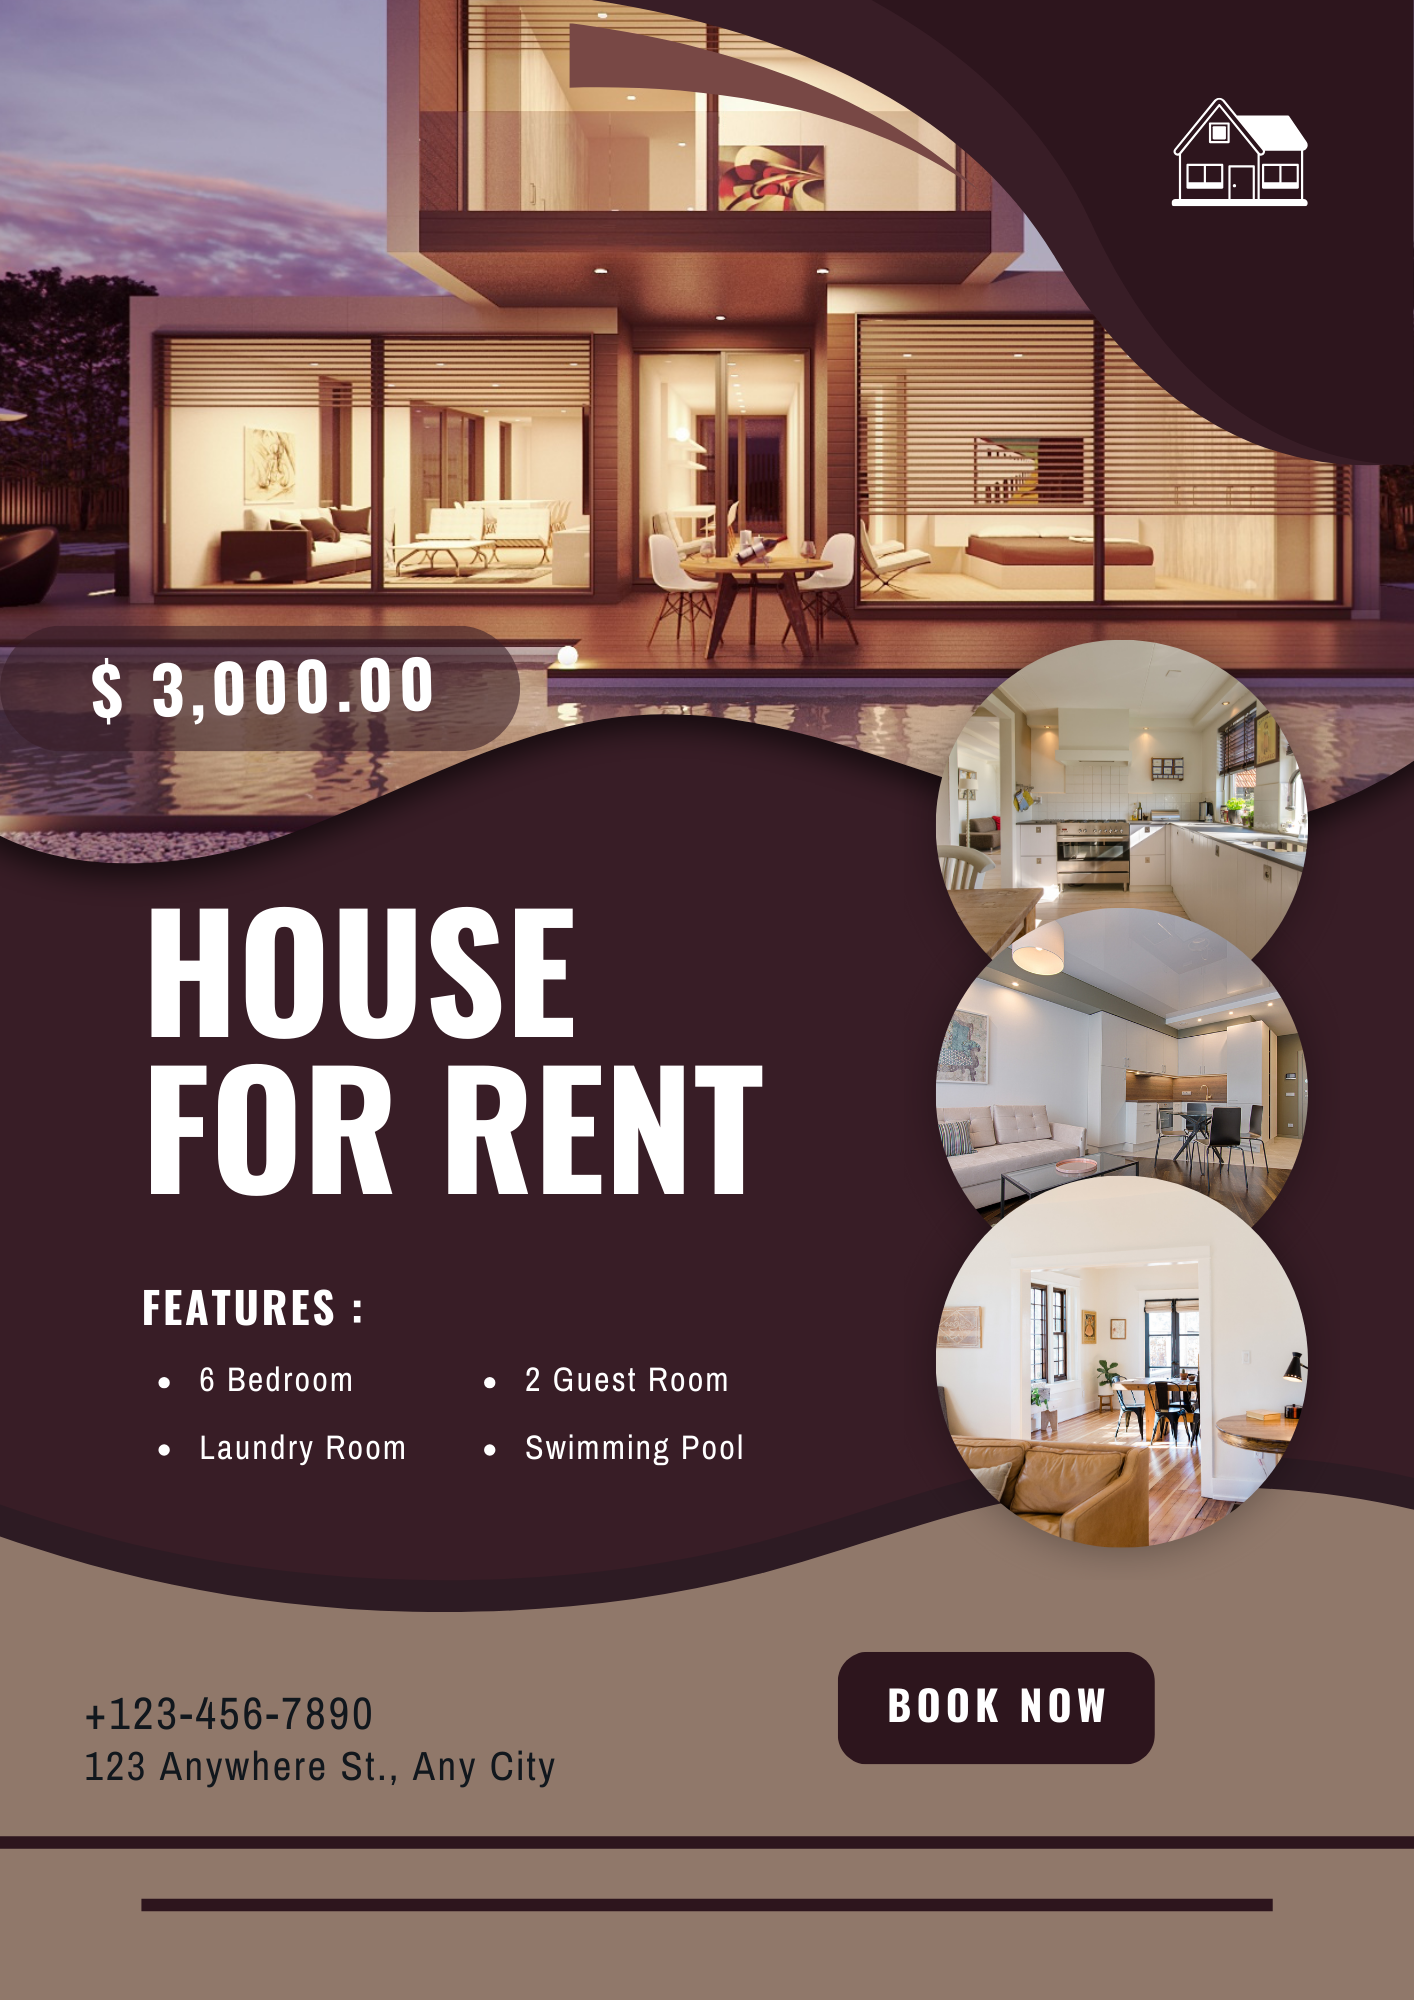 $ 3,000.00
HOUSE
FOR RENT
FEATURES :
6 Bedroom
2 Guest Room
Laundry Room
Swimming Pool
+123-456-7890
123 Anywhere St., Any City
BOOK NOW